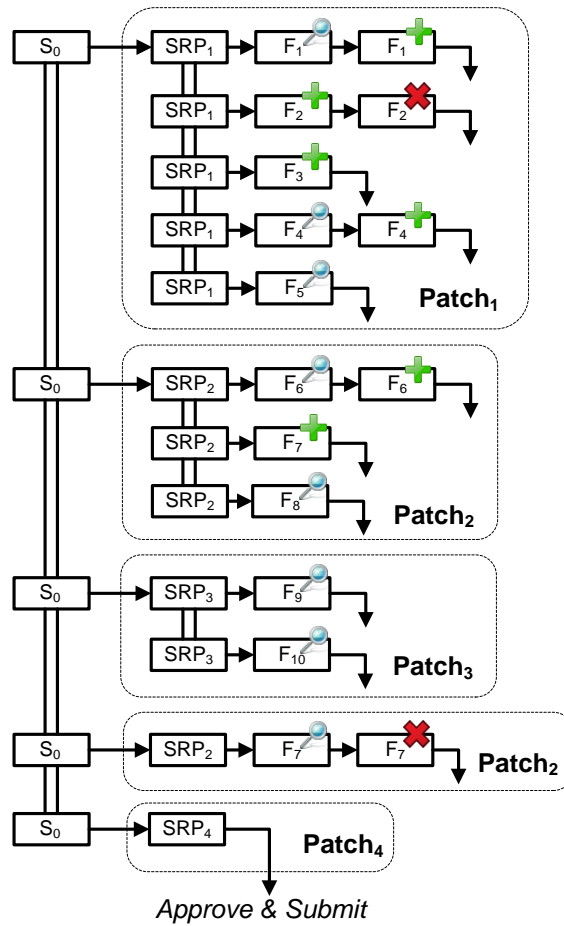 S₀ SRP₁ F₁ F₁
SRP₁ F₂ F₂
SRP₁ F₃
SRP₁ F₄ F₄
SRP₁ F₅
Patch₁
S₀ SRP₂ F₆ F₆
SRP₂ F₇
SRP₂ F₈
Patch₂
S₀ SRP₃ F₉
SRP₃ F₁₀
Patch₃
S₀ SRP₂ F₇ F₇
Patch₂
S₀ SRP₄
Patch₄
Approve & Submit